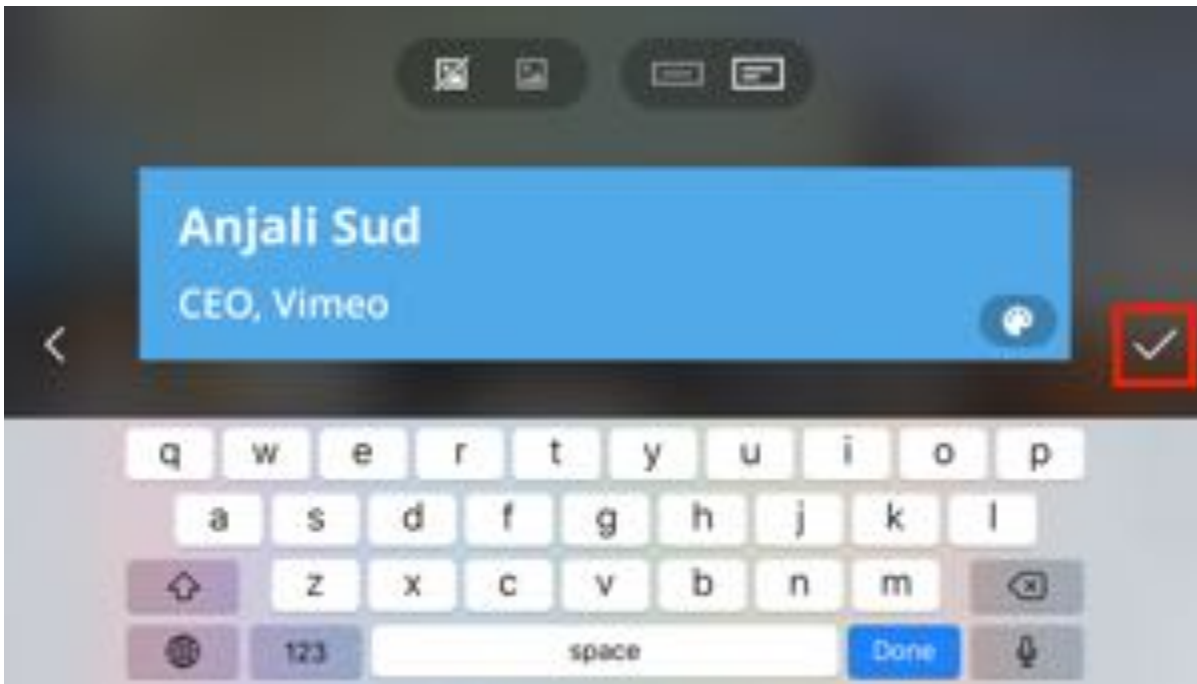 Anjali Sud
CEO, Vimeo
q w e r t y u i o p
a s d f g h j k l
z x c v b n m
123 space Done